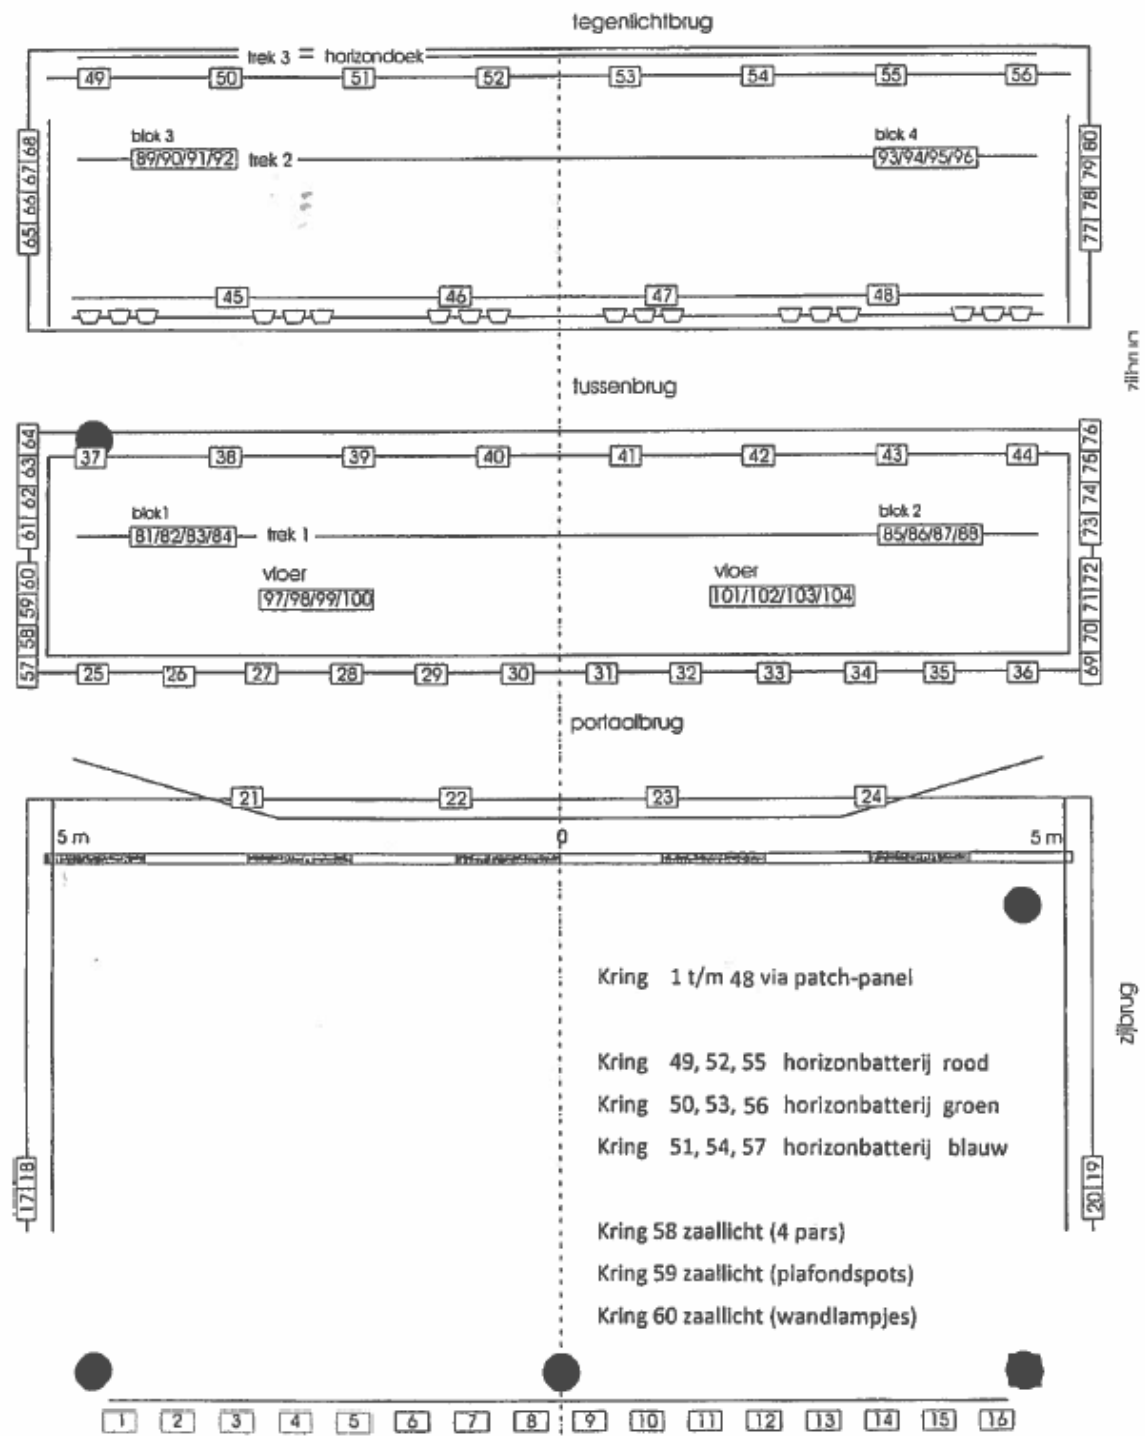 tegenlichtbrug
trek 3 = horizondoek
49 50 51 52 53 54 55 56
blok 3 blok 4
89/90/91/92 trek 2 93/94/95/96
65 66 67 68
77 78 79 80
45 46 47 48
tussenbrug
37 38 39 40 41 42 43 44
61 62 63 64
73 74 75 76
blok1 blok 2
81/82/83/84 trek 1 85/86/87/88
vloer vloer
97/98/99/100 101/102/103/104
57 58 59 60
69 70 71 72
25 26 27 28 29 30 31 32 33 34 35 36
portaalbrug
21 22 23 24
5 m 0 5 m
Kring 1 t/m 48 via patch-panel
zijbrug
Kring 49, 52, 55 horizonbatterij rood
Kring 50, 53, 56 horizonbatterij groen
Kring 51, 54, 57 horizonbatterij blauw
17 18
20 19
Kring 58 zaallicht (4 pars)
Kring 59 zaallicht (plafondspots)
Kring 60 zaallicht (wandlampjes)
1 2 3 4 5 6 7 8 9 10 11 12 13 14 15 16